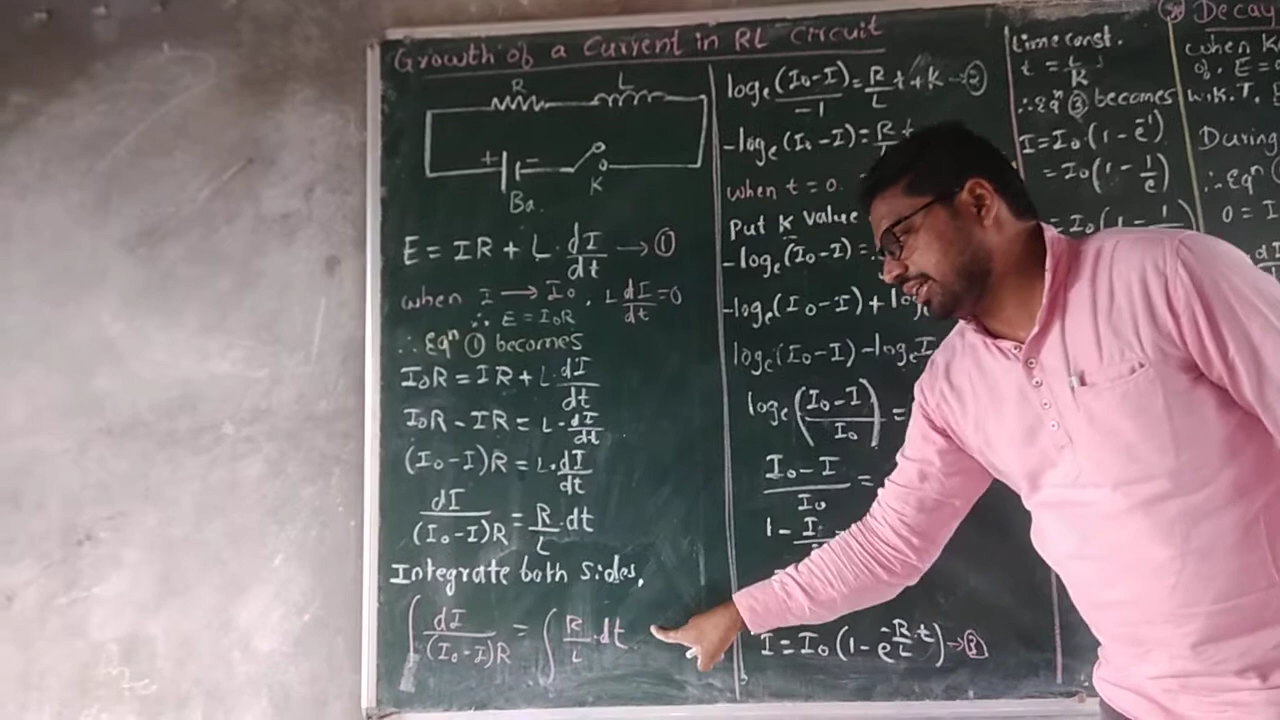 Growth of a Current in RL Circuit
R L
+ -
Ba. K
E = IR + L.dI/dt → ①
when I → I₀, L dI/dt = 0
∴ E = I₀R
∴ Eqⁿ ① becomes
I₀R = IR + L.dI/dt
I₀R - IR = L.dI/dt
(I₀-I)R = L.dI/dt
dI/(I₀-I)R = R/L.dt
Integrate both sides,
∫ dI/(I₀-I)R = ∫ R/L.dt
logₑ(I₀-I)/-1 = R/L t + K → ②
-logₑ(I₀-I) = R/ t
when t = 0.
Put K value
-logₑ(I₀-I) =
-logₑ(I₀-I) +
logₑ(I₀-I) - logₑI
logₑ((I₀-I)/I₀) =
I₀-I/I₀ =
1 - I
I = I₀(1 - e^-R/L.t) → ③
time const.
t = L/R
∴ Eqⁿ ③ becomes
I = I₀(1 - e⁻¹)
= I₀(1 - 1/e)
= I₀(1 - 1
Decay
when K
0, E =
W.K.T.
During
∴ Eqⁿ
0 = I
dI